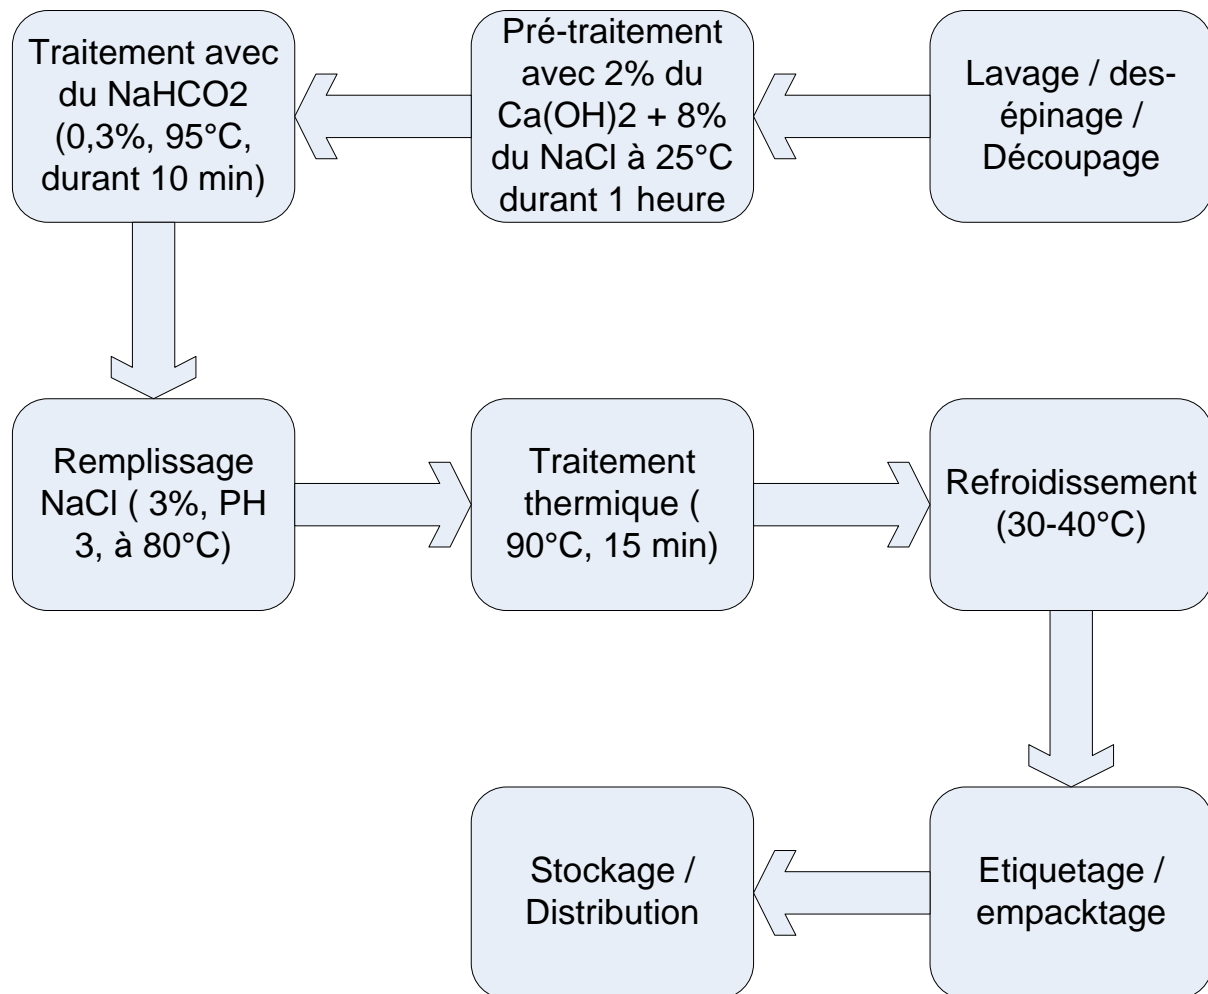 Traitement avec
du NaHCO2
(0,3%, 95°C,
durant 10 min)
Pré-traitement
avec 2% du
Ca(OH)2 + 8%
du NaCl à 25°C
durant 1 heure
Lavage / des-
épinage /
Découpage
Remplissage
NaCl ( 3%, PH
3, à 80°C)
Traitement
thermique (
90°C, 15 min)
Refroidissement
(30-40°C)
Stockage /
Distribution
Etiquetage /
empacktage